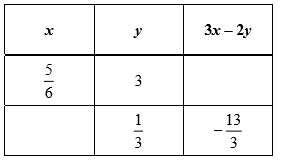 x y 3x – 2y
5/6 3
1/3 –13/3